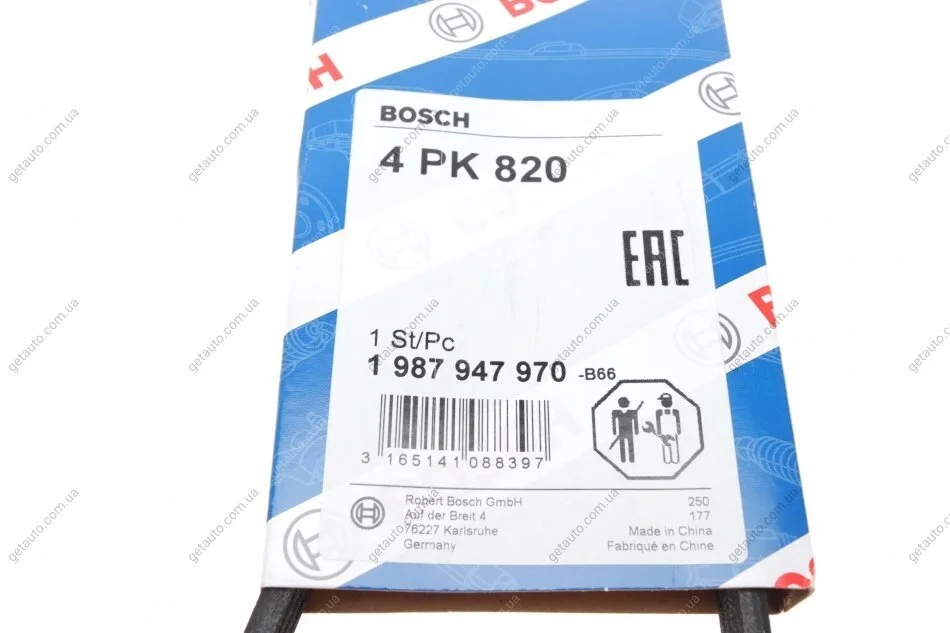 BOSCH
4 PK 820
EAC
1 St/Pc
1 987 947 970 -B66
3 165141 088397
Robert Bosch GmbH
Auf der Breit 4
76227 Karlsruhe
Germany
250
177
Made in China
Fabriqué en Chine
getauto.com.ua